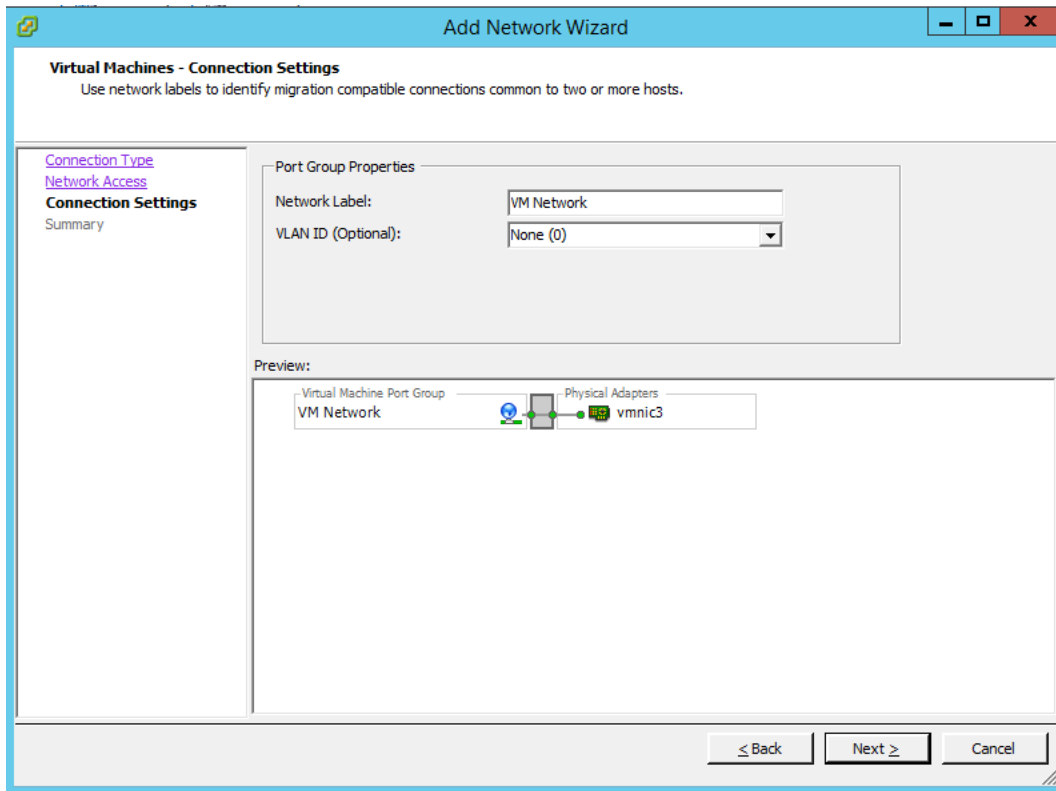 Add Network Wizard
Virtual Machines - Connection Settings
Use network labels to identify migration compatible connections common to two or more hosts.
Connection Type
Network Access
Connection Settings
Summary
Port Group Properties
Network Label:
VM Network
VLAN ID (Optional):
None (0)
Preview:
Virtual Machine Port Group
VM Network
Physical Adapters
vmnic3
< Back
Next >
Cancel